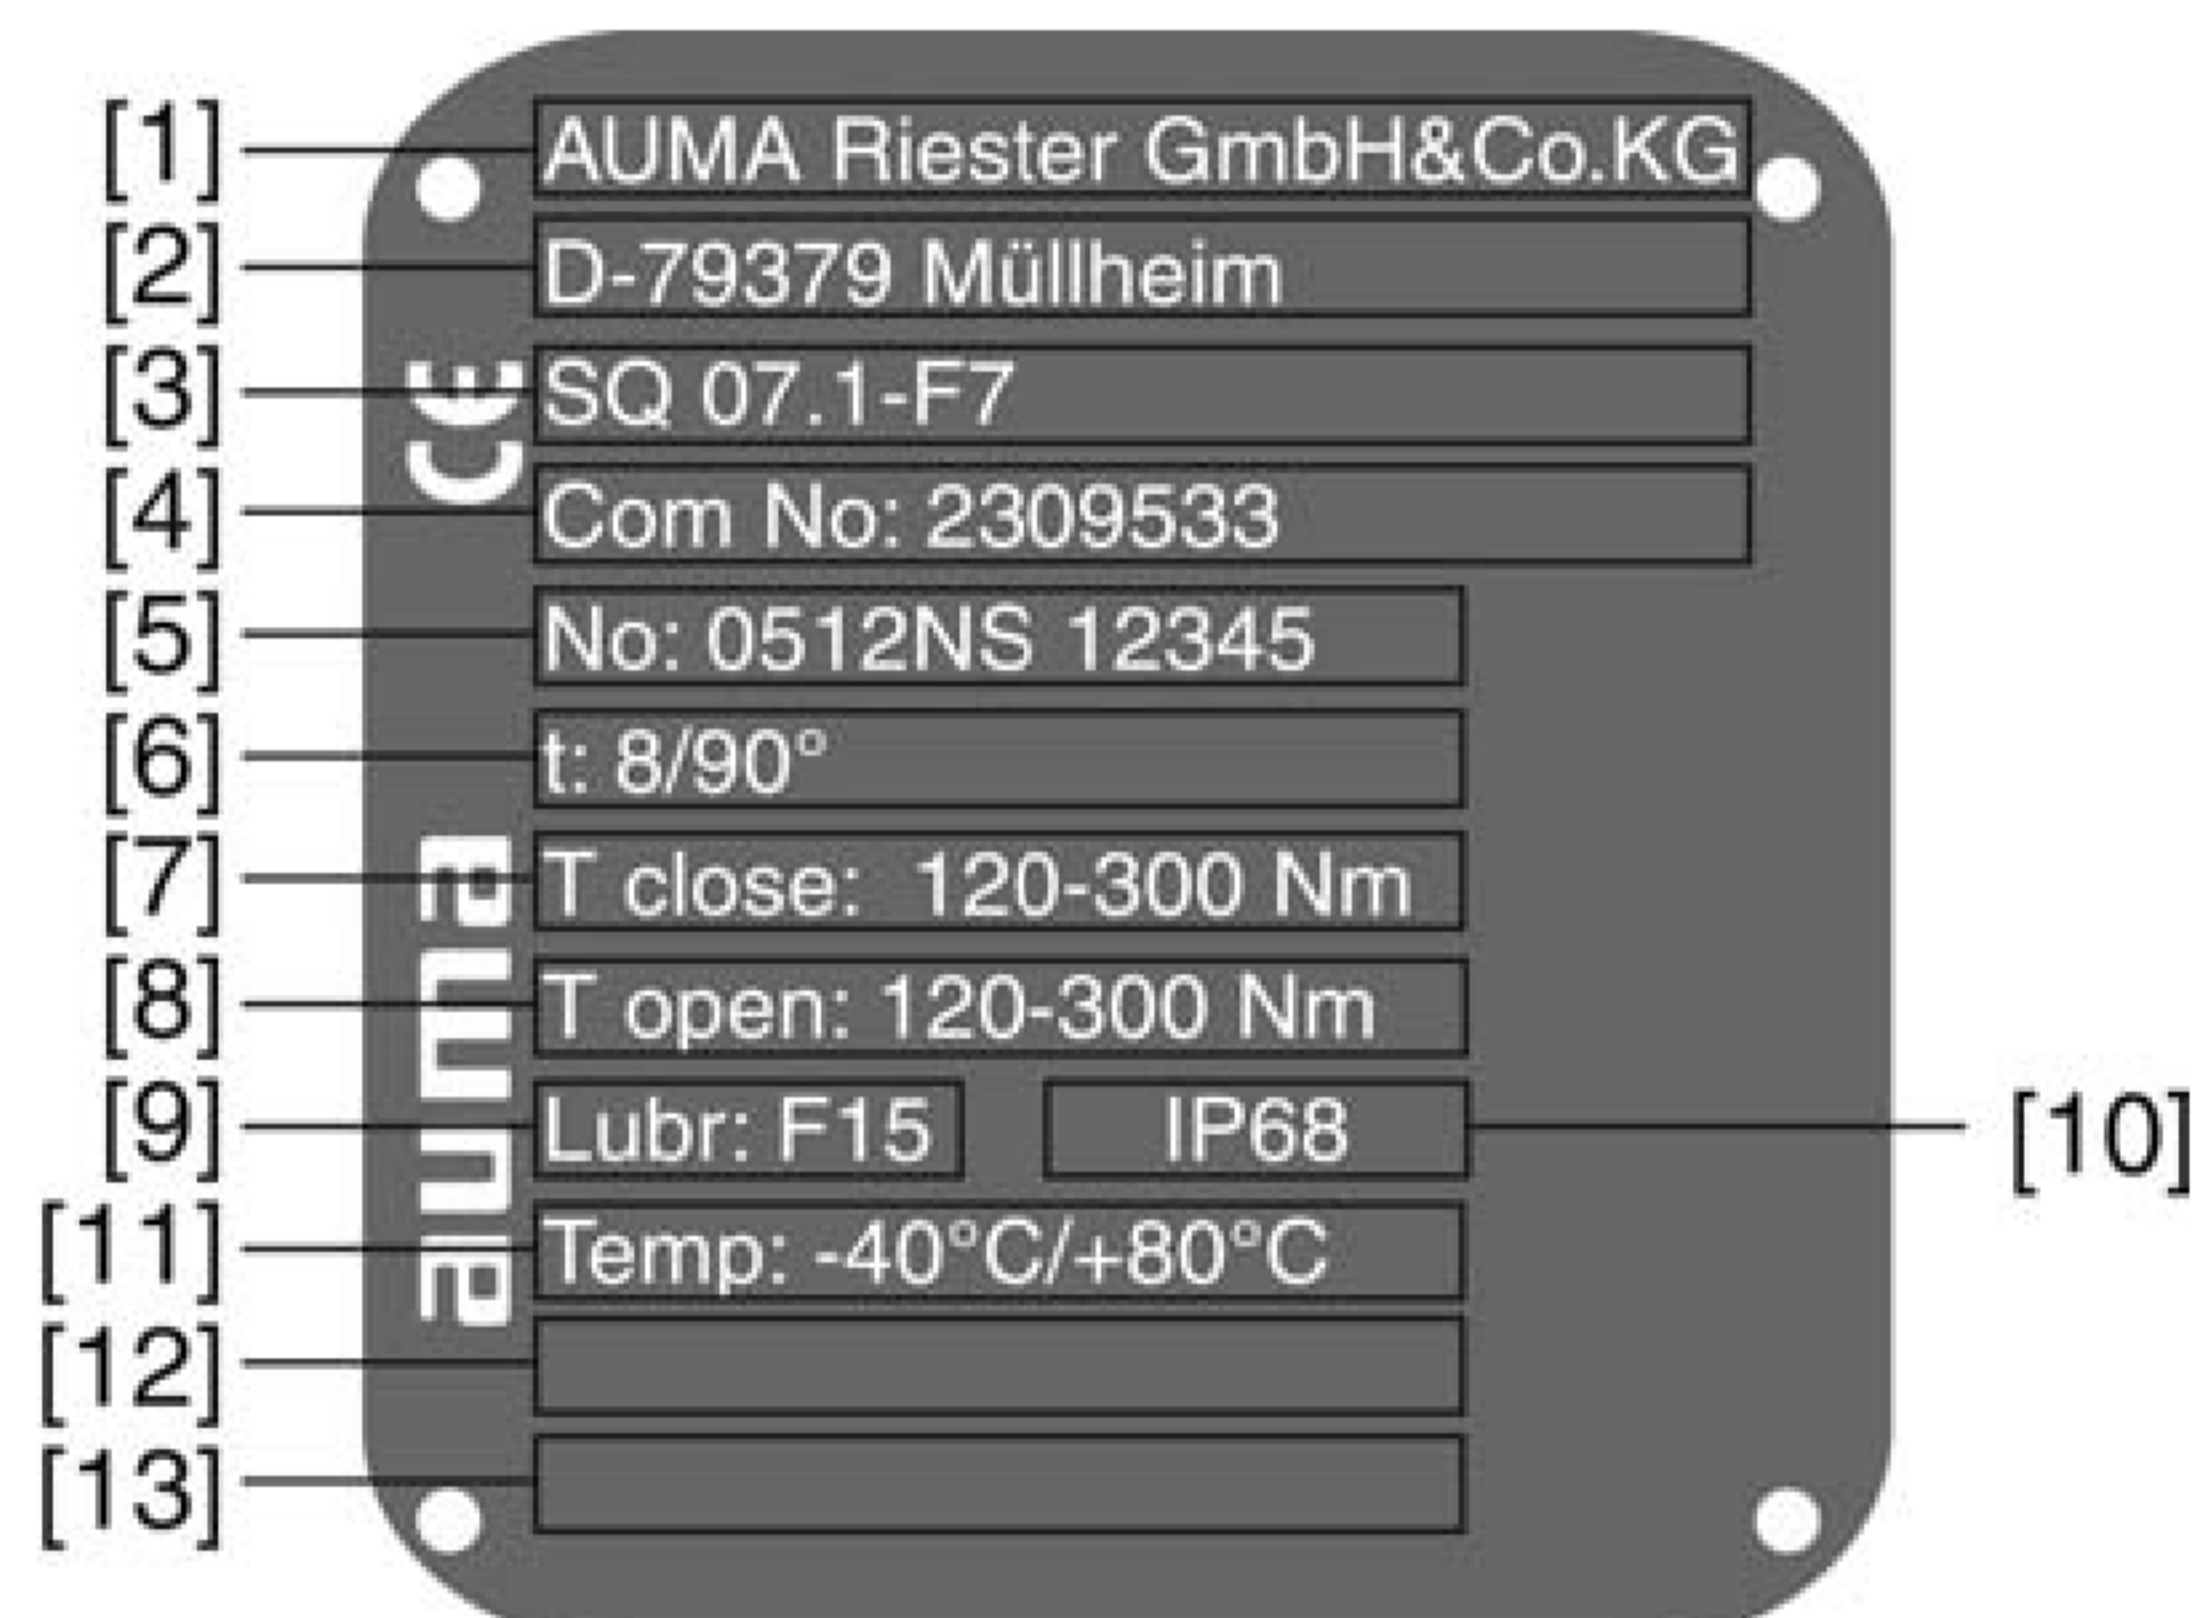 [1] AUMA Riester GmbH&Co.KG
[2] D-79379 Müllheim
[3] SQ 07.1-F7
[4] Com No: 2309533
[5] No: 0512NS 12345
[6] t: 8/90°
[7] T close: 120-300 Nm
[8] T open: 120-300 Nm
[9] Lubr: F15 IP68 [10]
[11] Temp: -40°C/+80°C
[12]
[13]
CE
auma